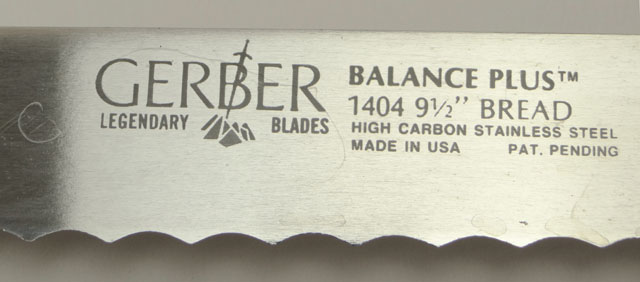 GERBER
LEGENDARY BLADES
BALANCE PLUS™
1404 9½" BREAD
HIGH CARBON STAINLESS STEEL
MADE IN USA PAT. PENDING